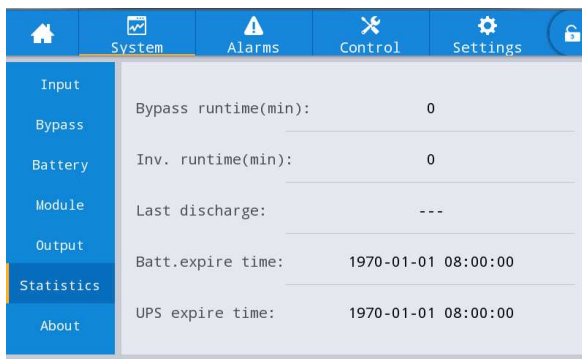 System Alarms Control Settings
Input
Bypass
Battery
Module
Output
Statistics
About
Bypass runtime(min): 0
Inv. runtime(min): 0
Last discharge: ---
Batt.expire time: 1970-01-01 08:00:00
UPS expire time: 1970-01-01 08:00:00